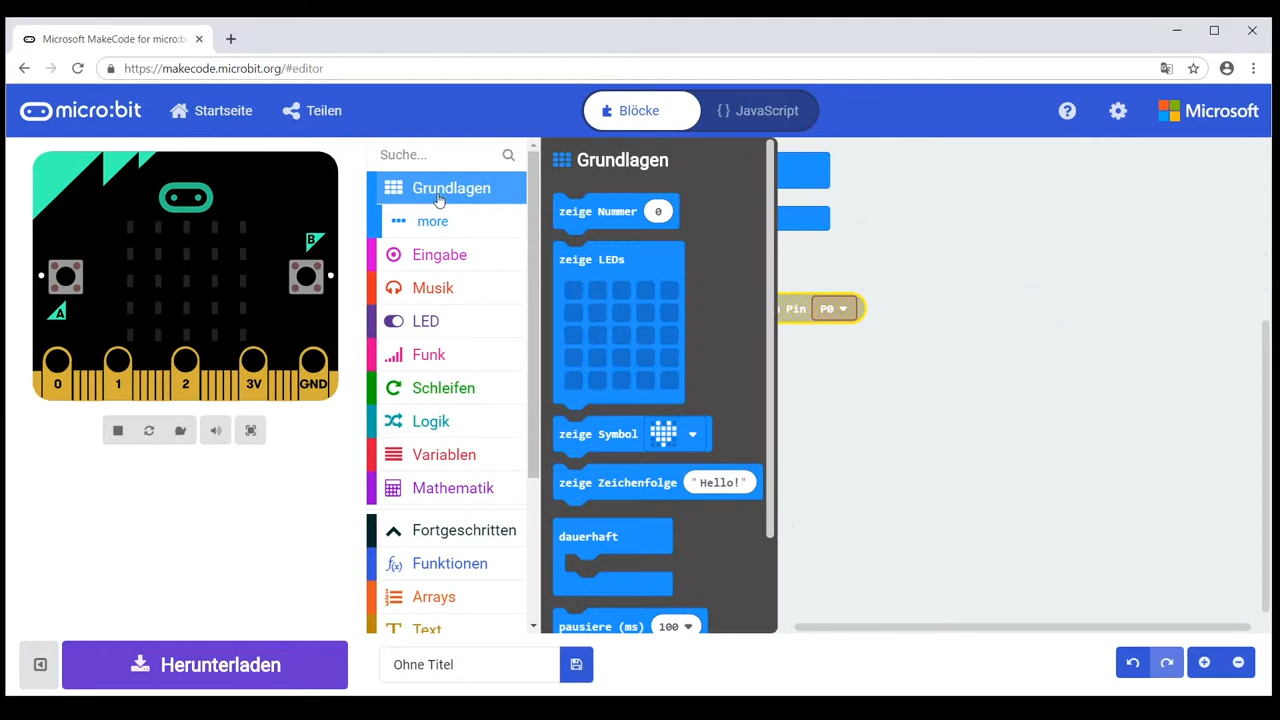 Microsoft MakeCode for micro:b
https://makecode.microbit.org/#editor
micro:bit
Startseite
Teilen
Blöcke
{ } JavaScript
?
Microsoft
A
B
0 1 2 3V GND
Suche...
Grundlagen
more
Eingabe
Musik
LED
Funk
Schleifen
Logik
Variablen
Mathematik
Fortgeschritten
f(x) Funktionen
Arrays
Text
Grundlagen
zeige Nummer 0
zeige LEDs
zeige Symbol
zeige Zeichenfolge "Hello!"
dauerhaft
pausiere (ms) 100
Pin P0
Herunterladen
Ohne Titel